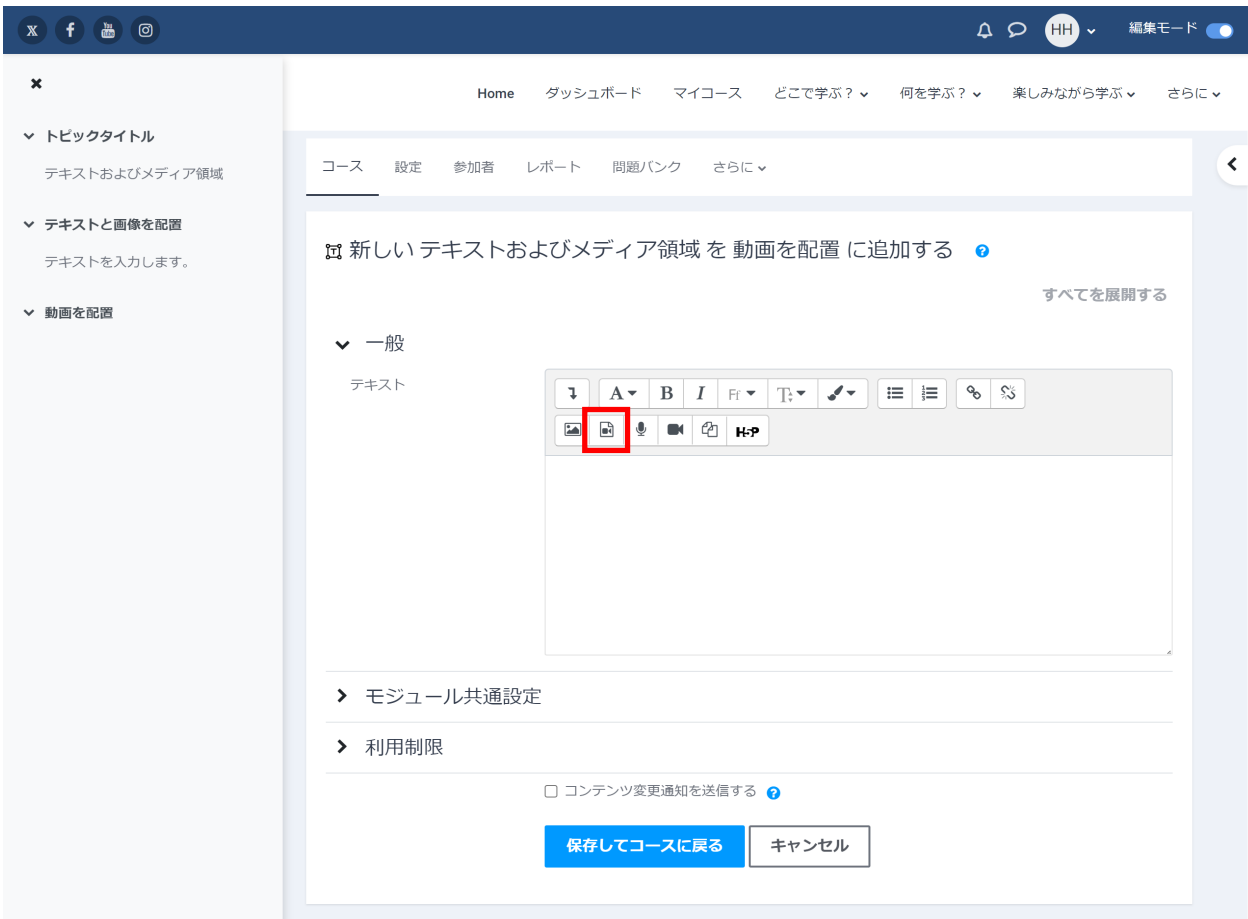 X f You Tube HH 編集モード
Home ダッシュボード マイコース どこで学ぶ？ 何を学ぶ？ 楽しみながら学ぶ さらに
トピックタイトル
テキストおよびメディア領域
テキストと画像を配置
テキストを入力します。
動画を配置
コース 設定 参加者 レポート 問題バンク さらに
新しい テキストおよびメディア領域 を 動画を配置 に追加する
すべてを展開する
一般
テキスト
A B I Ff T
H5P
モジュール共通設定
利用制限
コンテンツ変更通知を送信する
保存してコースに戻る キャンセル